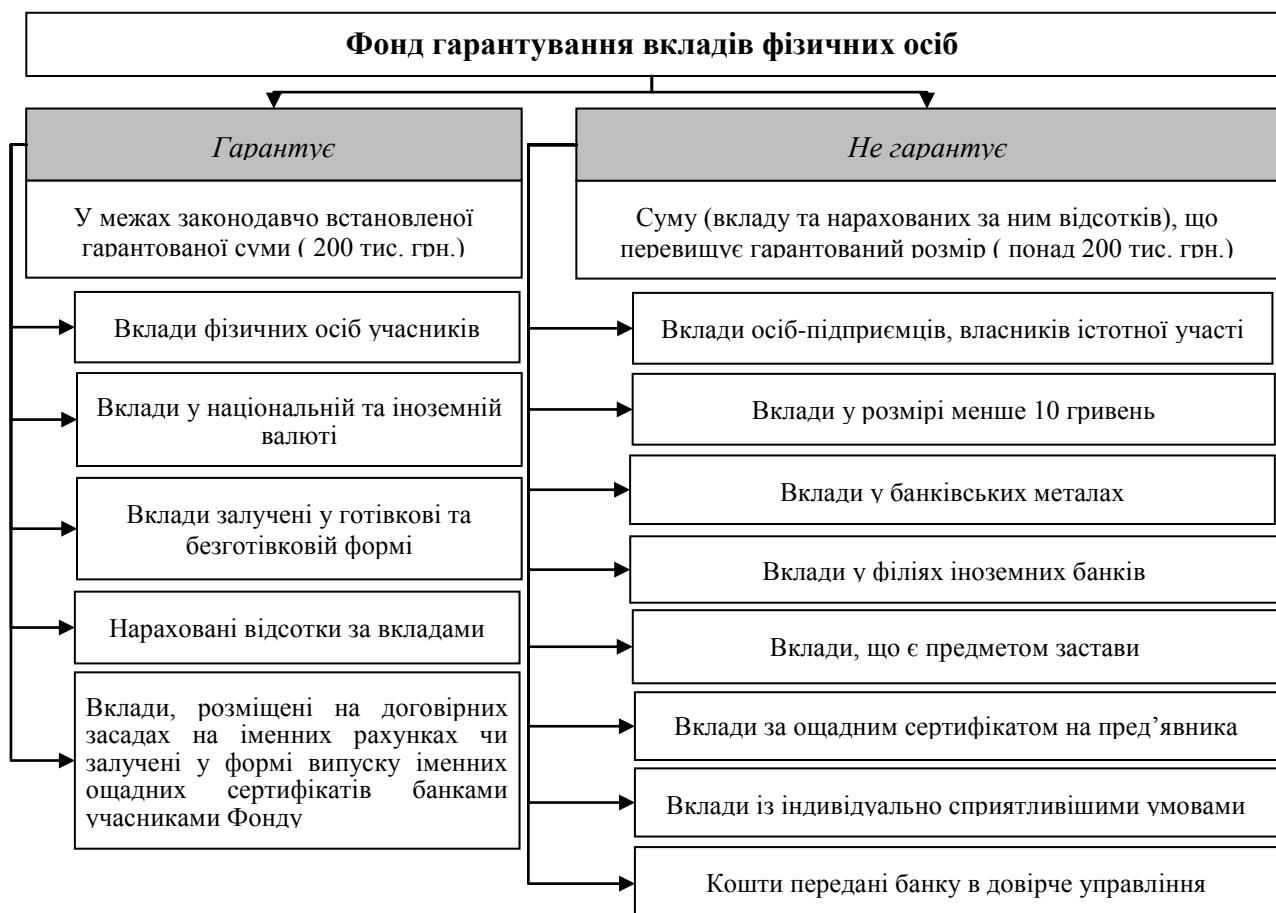 Фонд гарантування вкладів фізичних осіб
Гарантує
У межах законодавчо встановленої
гарантованої суми ( 200 тис. грн.)
Вклади фізичних осіб учасників
Вклади у національній та іноземній
валюті
Вклади залучені у готівкові та
безготівковій формі
Нараховані відсотки за вкладами
Вклади, розміщені на договірних
засадах на іменних рахунках чи
залучені у формі випуску іменних
ощадних сертифікатів банками
учасниками Фонду
Не гарантує
Суму (вкладу та нарахованих за ним відсотків), що
перевищує гарантований розмір ( понад 200 тис. грн.)
Вклади осіб-підприємців, власників істотної участі
Вклади у розмірі менше 10 гривень
Вклади у банківських металах
Вклади у філіях іноземних банків
Вклади, що є предметом застави
Вклади за ощадним сертифікатом на пред’явника
Вклади із індивідуально сприятливішими умовами
Кошти передані банку в довірче управління